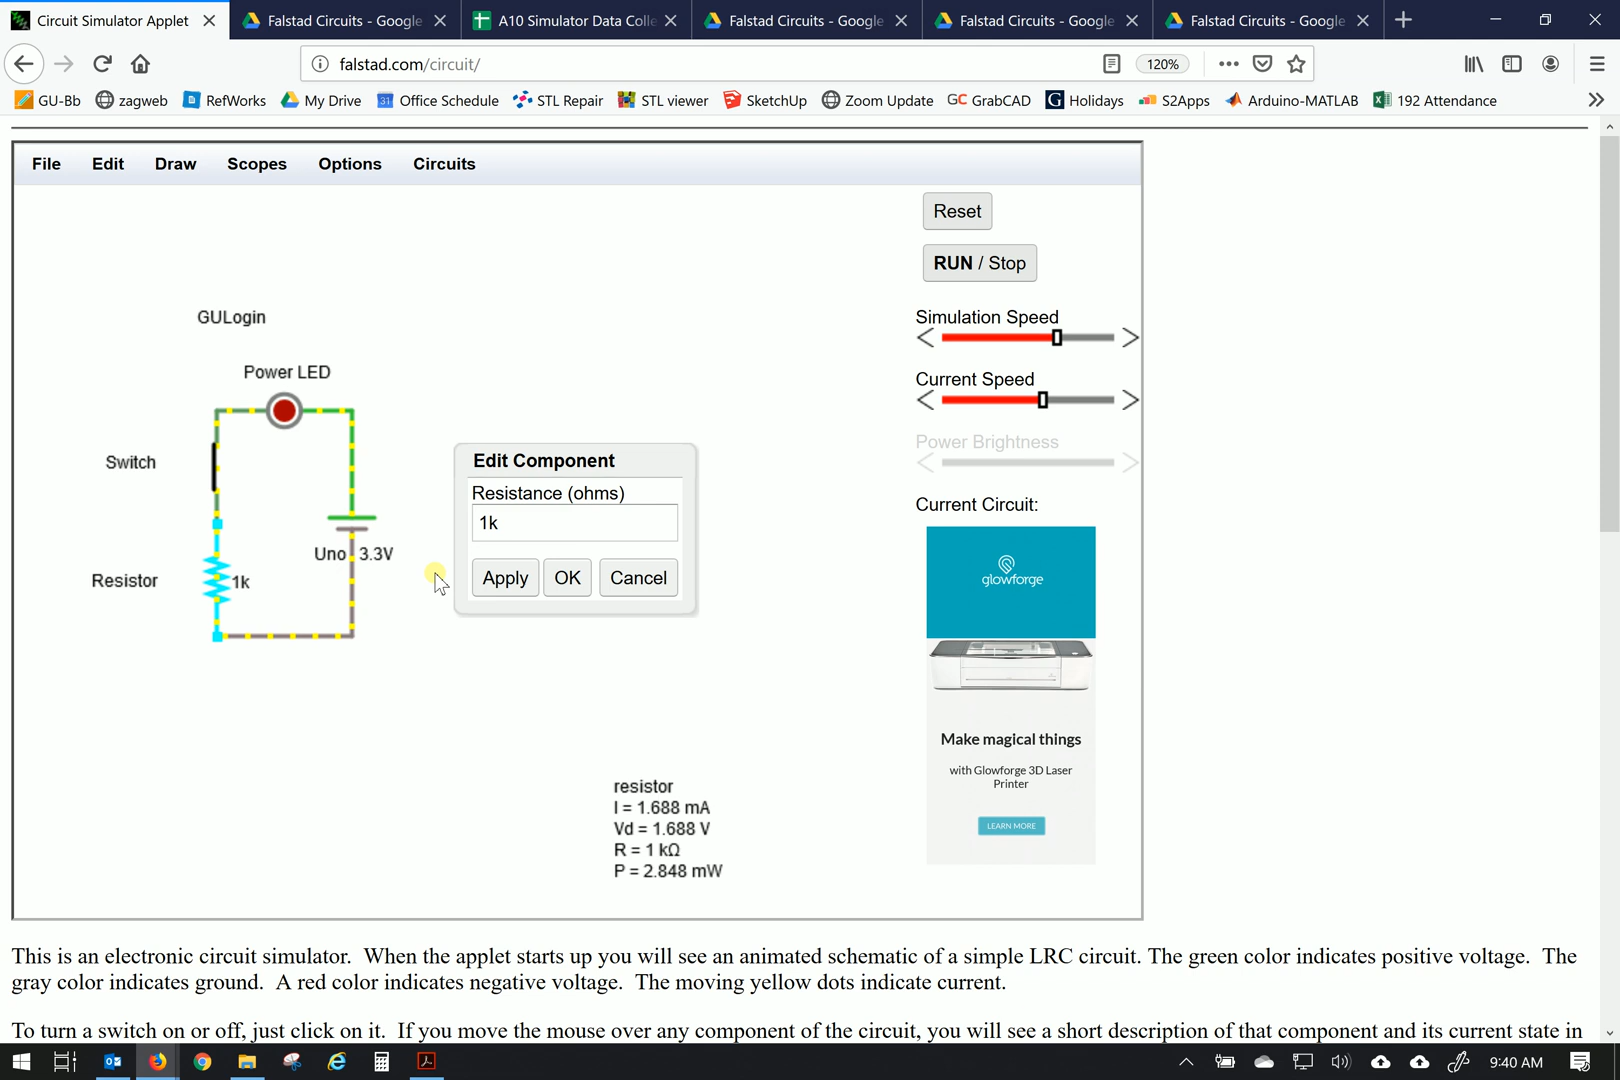 Circuit Simulator Applet
Falstad Circuits - Google
A10 Simulator Data Colle
Falstad Circuits - Google
Falstad Circuits - Google
Falstad Circuits - Google
falstad.com/circuit/
120%
GU-Bb
zagweb
RefWorks
My Drive
31
Office Schedule
STL Repair
STL viewer
SketchUp
Zoom Update
GC GrabCAD
G Holidays
S2Apps
Arduino-MATLAB
192 Attendance
File
Edit
Draw
Scopes
Options
Circuits
Reset
RUN / Stop
Simulation Speed
Current Speed
Power Brightness
Current Circuit:
GULogin
Power LED
Switch
Uno
3.3V
Resistor
1k
Edit Component
Resistance (ohms)
1k
Apply
OK
Cancel
glowforge
Make magical things
with Glowforge 3D Laser
Printer
LEARN MORE
resistor
I = 1.688 mA
Vd = 1.688 V
R = 1 kΩ
P = 2.848 mW
This is an electronic circuit simulator.  When the applet starts up you will see an animated schematic of a simple LRC circuit. The green color indicates positive voltage.  The
gray color indicates ground.  A red color indicates negative voltage.  The moving yellow dots indicate current.
To turn a switch on or off, just click on it.  If you move the mouse over any component of the circuit, you will see a short description of that component and its current state in
9:40 AM